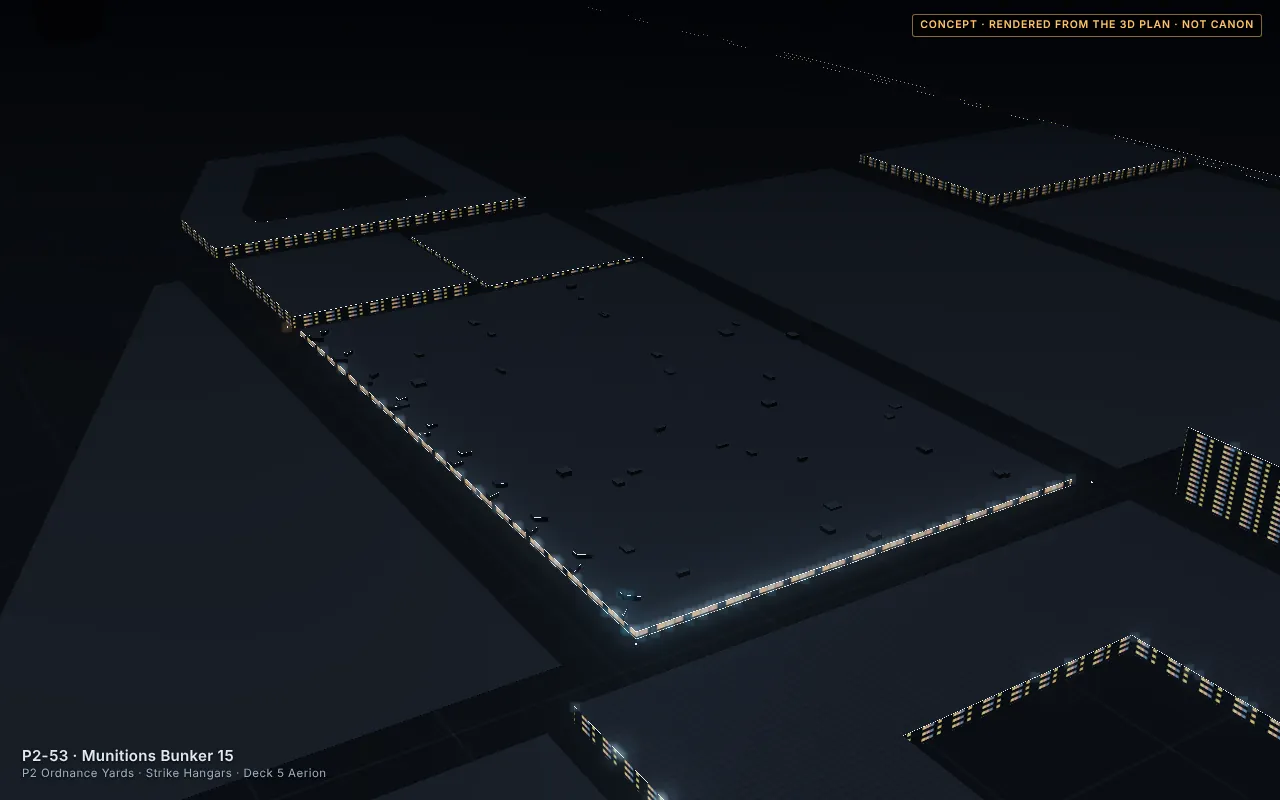 CONCEPT · RENDERED FROM THE 3D PLAN · NOT CANON
P2-53 · Munitions Bunker 15
P2 Ordnance Yards · Strike Hangars · Deck 5 Aerion